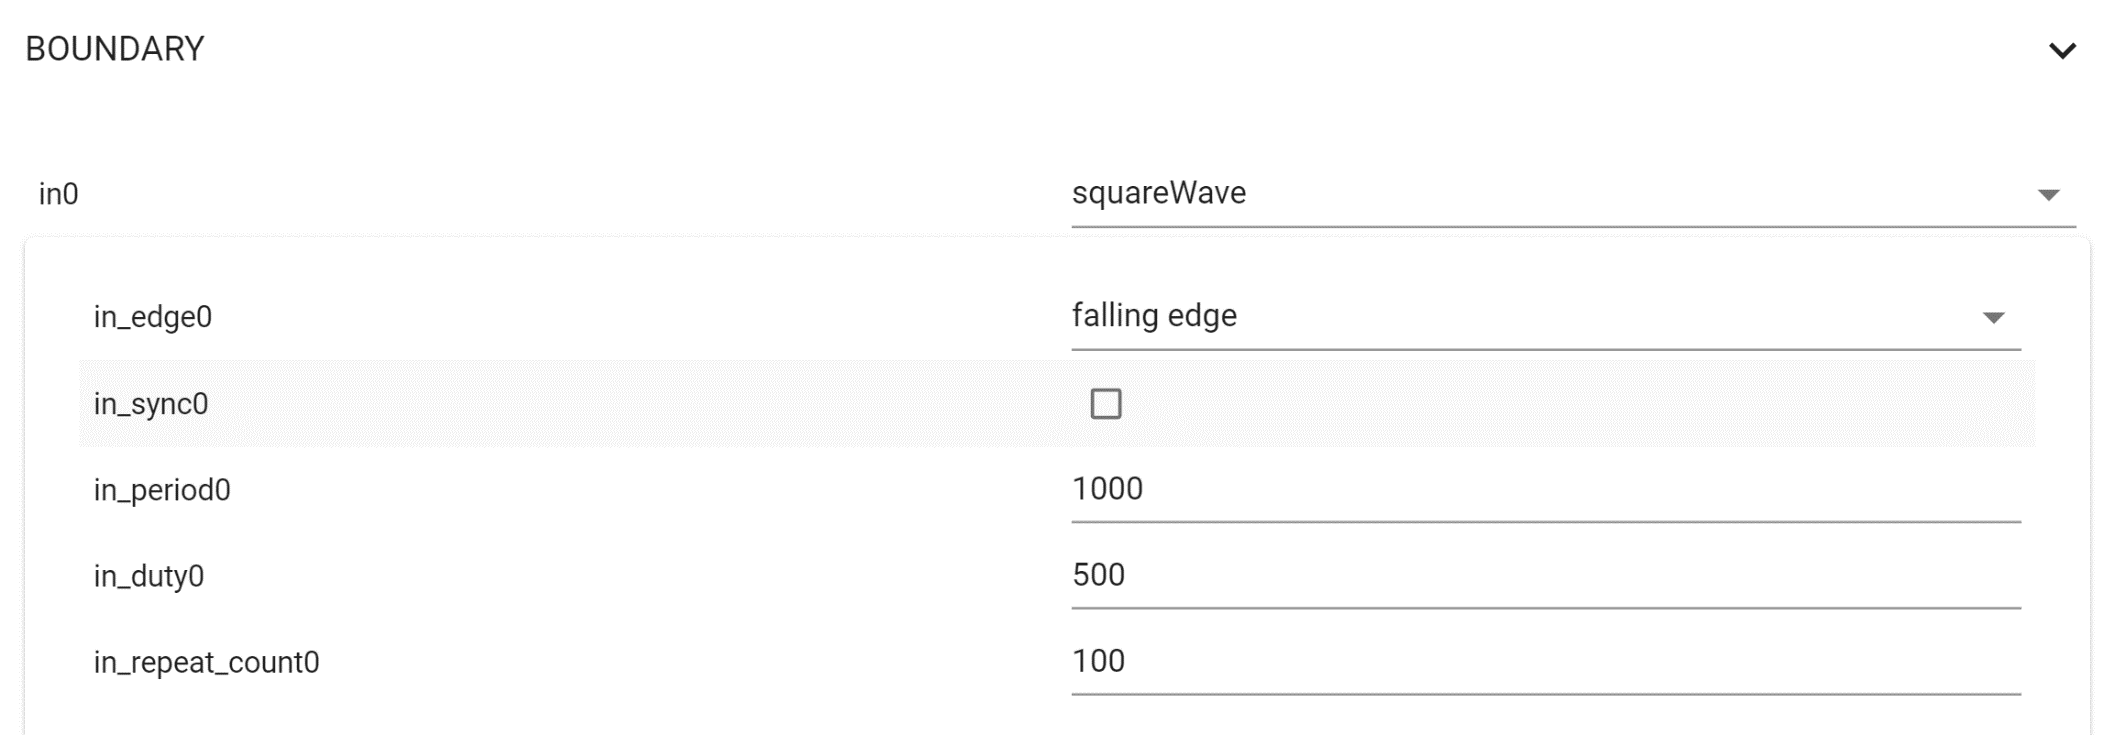 BOUNDARY
in0 squareWave
in_edge0 falling edge
in_sync0
in_period0 1000
in_duty0 500
in_repeat_count0 100